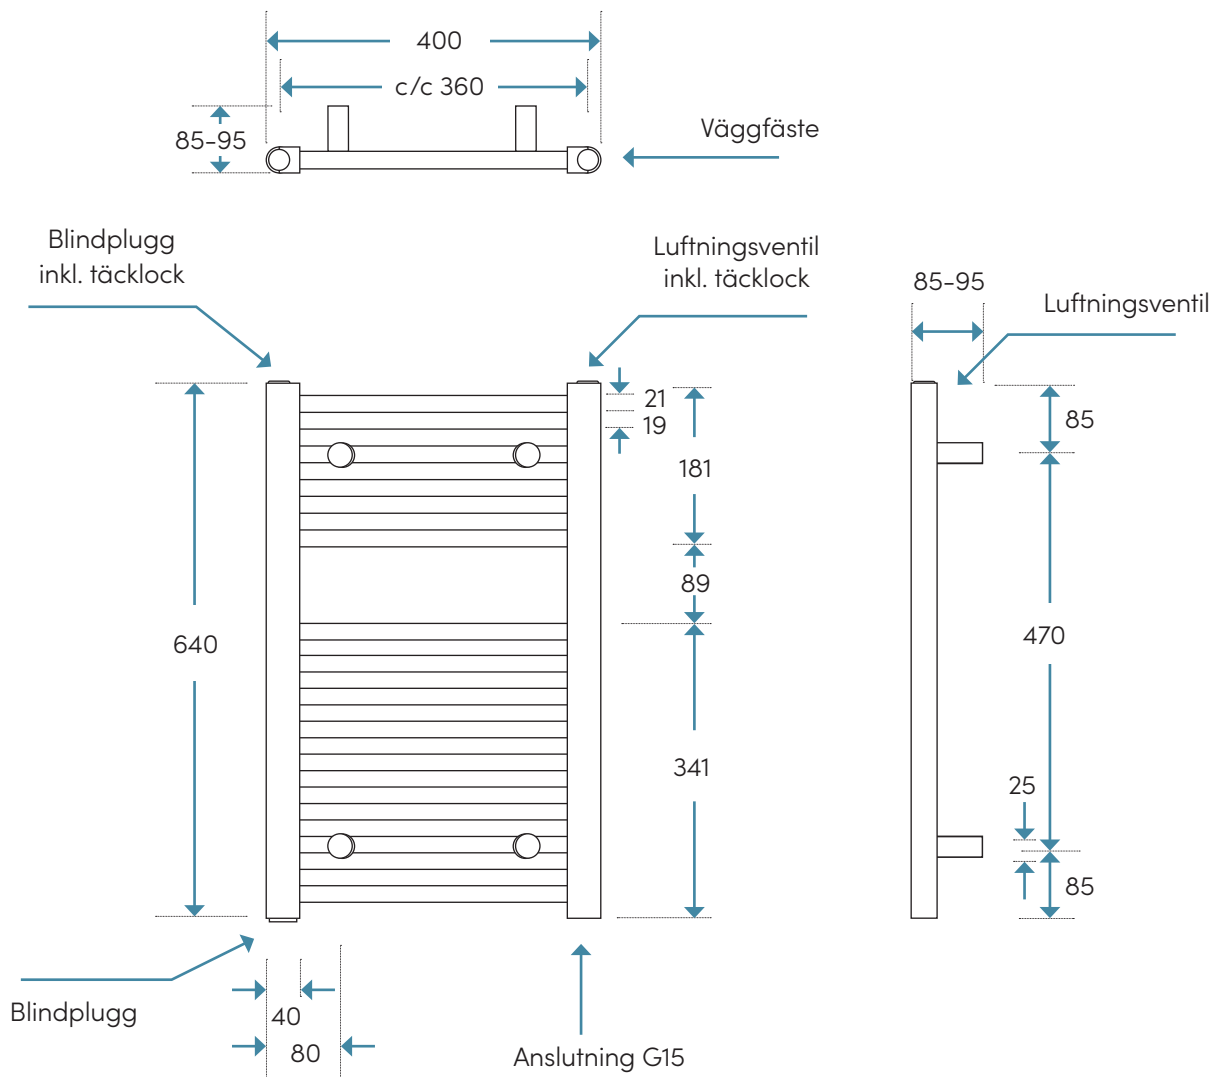 400
c/c 360
85-95
Väggfäste
Blindplugg
inkl. täcklock
Luftningsventil
inkl. täcklock
85-95
Luftningsventil
21
19
181
89
341
640
85
470
25
85
40
80
Blindplugg
Anslutning G15